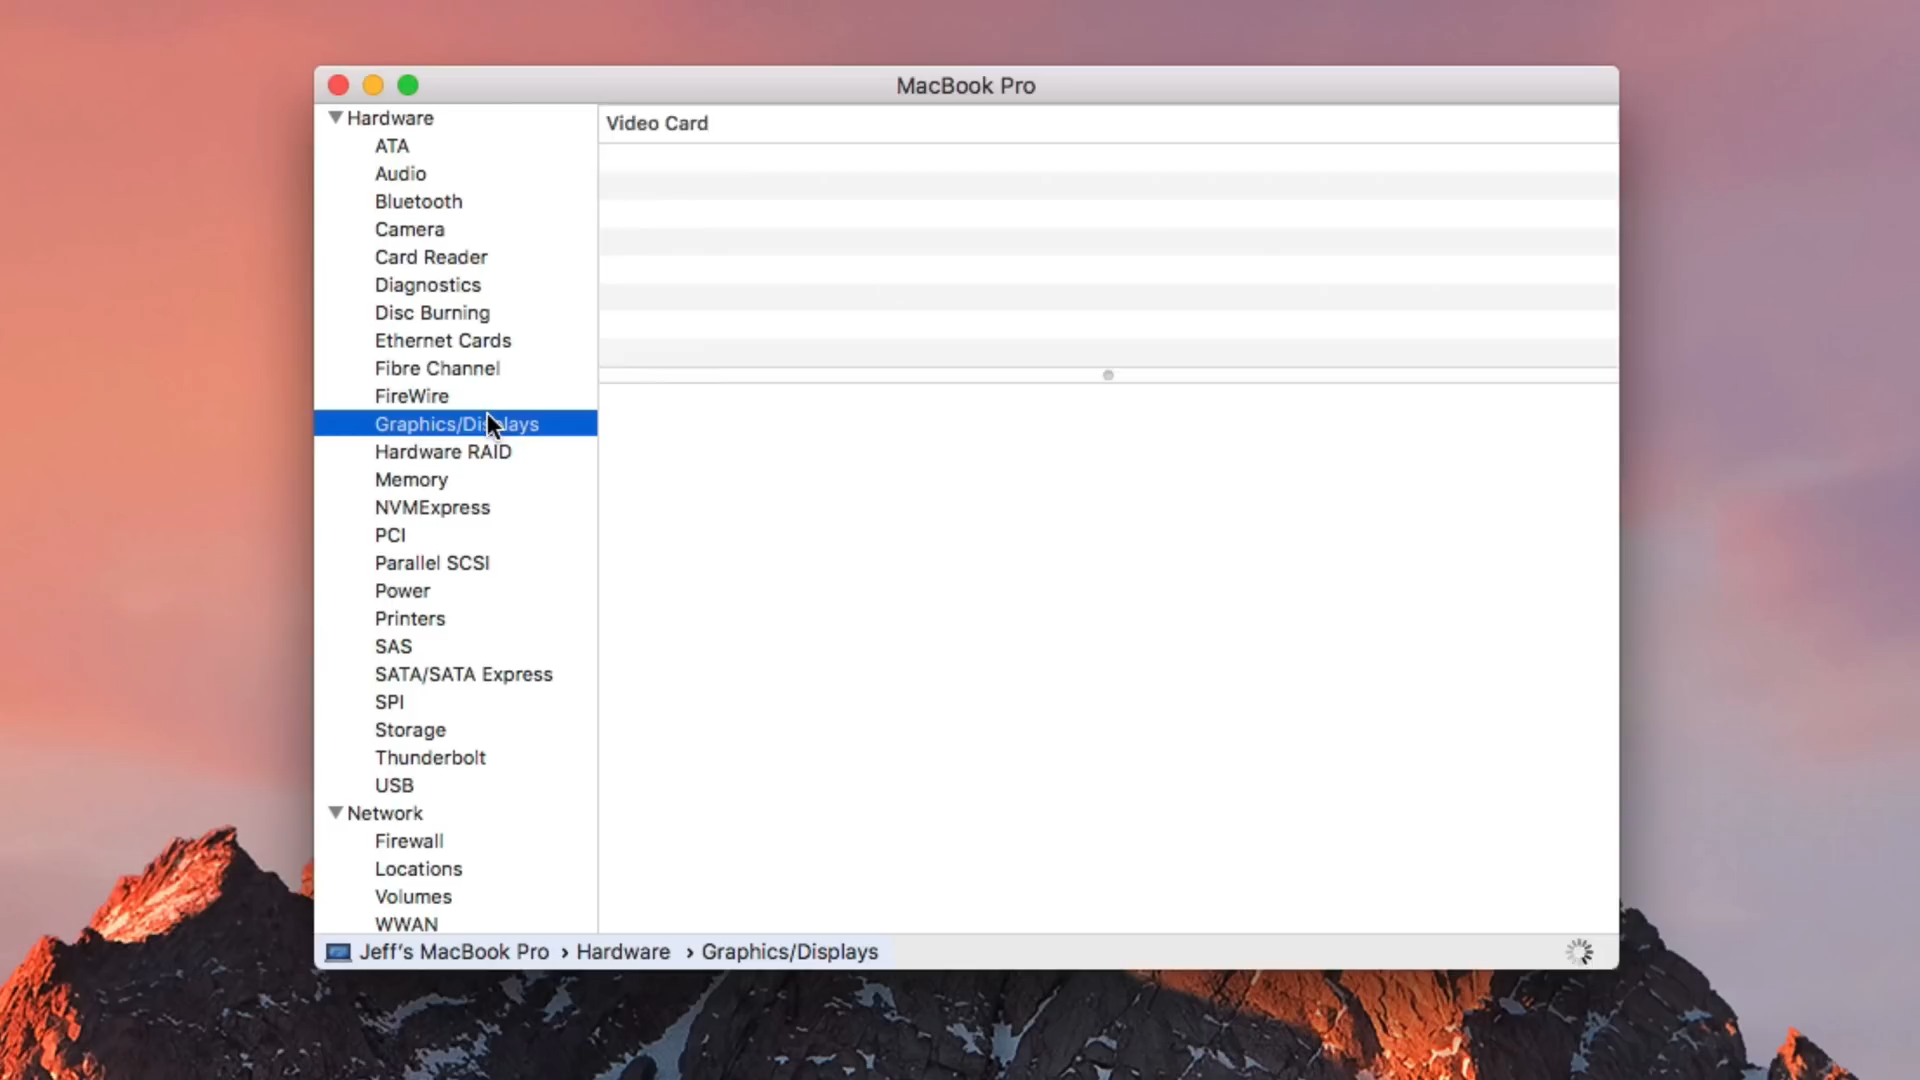 MacBook Pro
Hardware
ATA
Audio
Bluetooth
Camera
Card Reader
Diagnostics
Disc Burning
Ethernet Cards
Fibre Channel
FireWire
Graphics/Displays
Hardware RAID
Memory
NVMExpress
PCI
Parallel SCSI
Power
Printers
SAS
SATA/SATA Express
SPI
Storage
Thunderbolt
USB
Network
Firewall
Locations
Volumes
WWAN
Video Card
Jeff's MacBook Pro › Hardware › Graphics/Displays